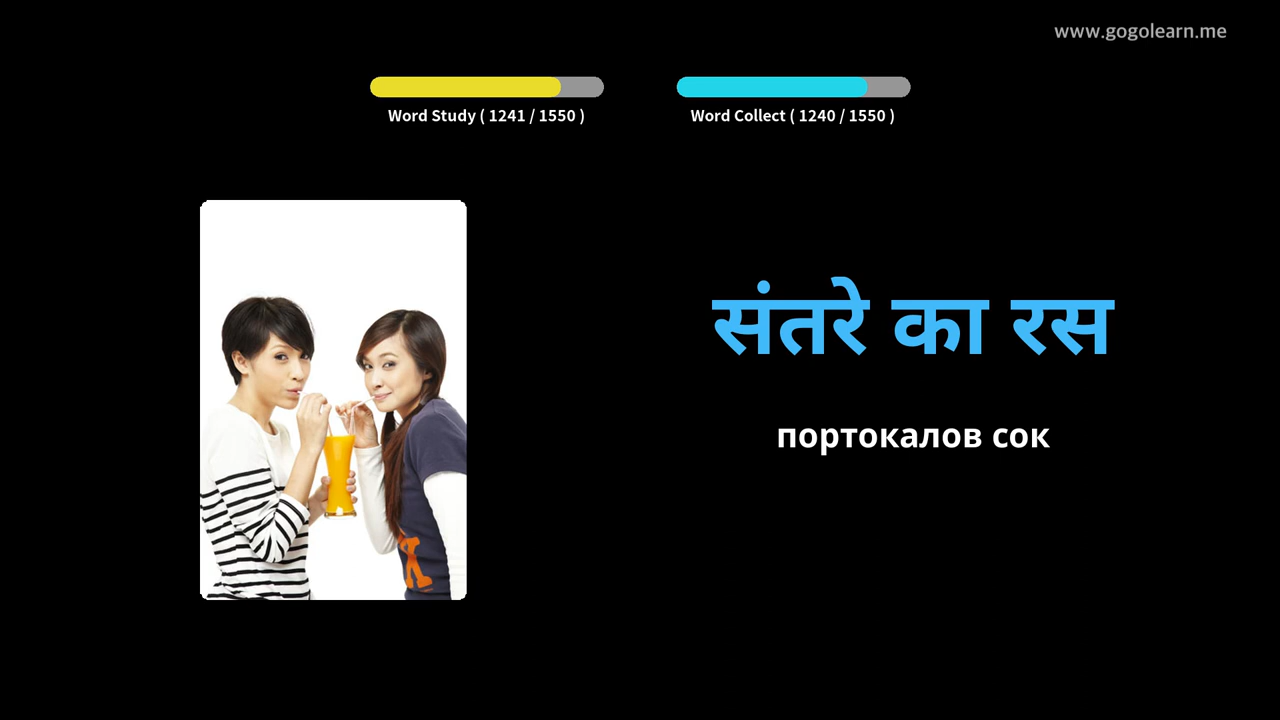 www.gogolearn.me
Word Study ( 1241 / 1550 )
Word Collect ( 1240 / 1550 )
संतरे का रस
портокалов сок